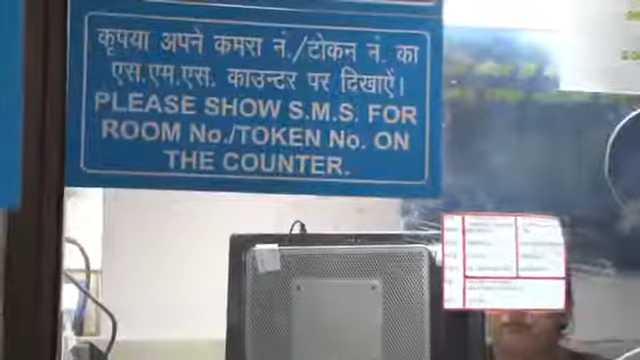 कृपया अपने कमरा नं./टोकन नं. का
एस.एम.एस. काउन्टर पर दिखाऐं।
PLEASE SHOW S.M.S. FOR
ROOM No./TOKEN No. ON
THE COUNTER.